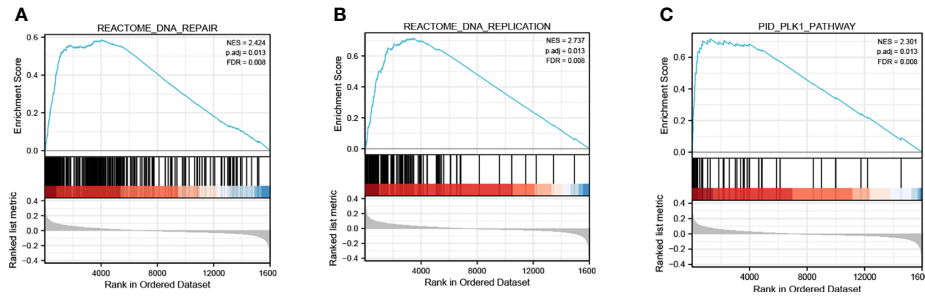 A
REACTOME_DNA_REPAIR
NES = 2.424
p.adj = 0.013
FDR = 0.008
Enrichment Score
0.6
0.4
0.2
0.0
Ranked list metric
0.4
0.2
0.0
−0.2
−0.4
4000 8000 12000 1600
Rank in Ordered Dataset
B
REACTOME_DNA_REPLICATION
NES = 2.737
p.adj = 0.013
FDR = 0.008
Enrichment Score
0.6
0.4
0.2
0.0
Ranked list metric
0.4
0.2
0.0
−0.2
−0.4
4000 8000 12000 1600
Rank in Ordered Dataset
C
PID_PLK1_PATHWAY
NES = 2.301
p.adj = 0.013
FDR = 0.008
Enrichment Score
0.6
0.4
0.2
0.0
Ranked list metric
0.4
0.2
0.0
−0.2
−0.4
4000 8000 12000 1600
Rank in Ordered Dataset